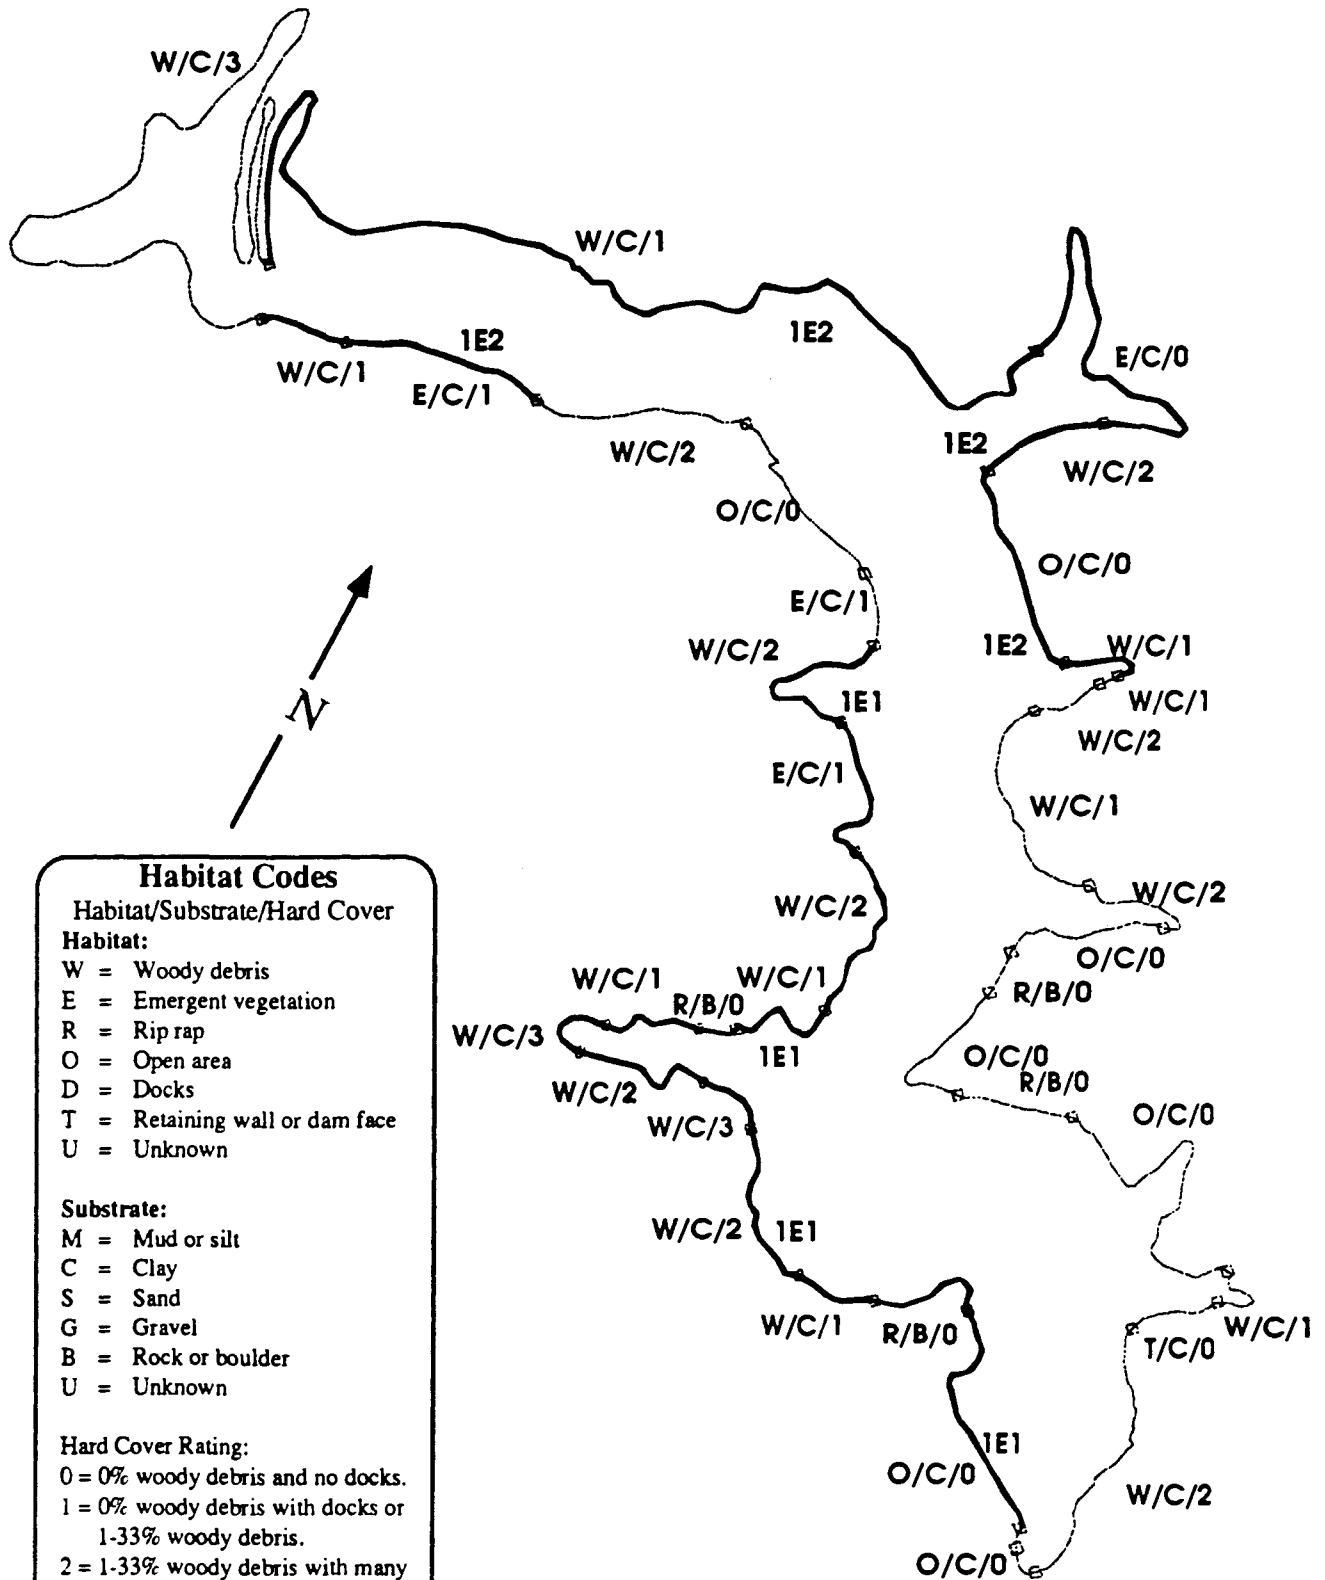 W/C/3
W/C/1
1E2
1E2
W/C/1
E/C/1
E/C/0
1E2
W/C/2
W/C/2
O/C/0
O/C/0
E/C/1
W/C/2
1E2
W/C/1
1E1
W/C/1
W/C/2
E/C/1
W/C/1
W/C/2
W/C/2
O/C/0
W/C/1
W/C/1
R/B/0
R/B/0
W/C/3
1E1
O/C/0
R/B/0
W/C/2
W/C/3
O/C/0
W/C/2
1E1
W/C/1
R/B/0
T/C/0
W/C/1
1E1
O/C/0
W/C/2
O/C/0
N
Habitat Codes
Habitat/Substrate/Hard Cover
Habitat:
W = Woody debris
E = Emergent vegetation
R = Rip rap
O = Open area
D = Docks
T = Retaining wall or dam face
U = Unknown
Substrate:
M = Mud or silt
C = Clay
S = Sand
G = Gravel
B = Rock or boulder
U = Unknown
Hard Cover Rating:
0 = 0% woody debris and no docks.
1 = 0% woody debris with docks or
1-33% woody debris.
2 = 1-33% woody debris with many